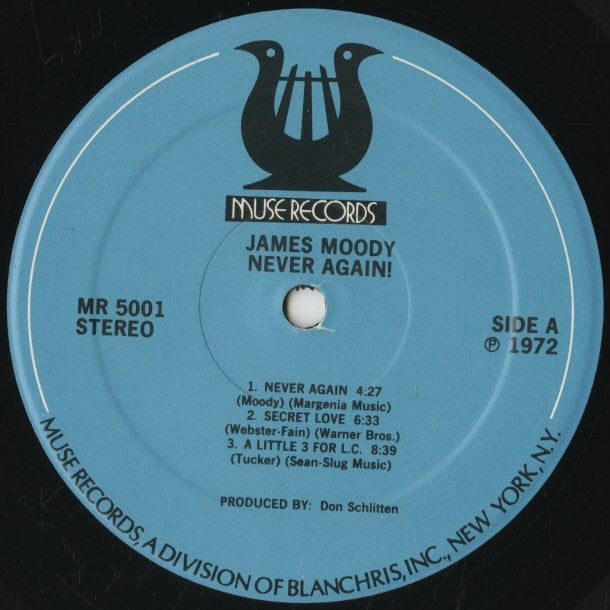 MUSE RECORDS
JAMES MOODY
NEVER AGAIN!
MR 5001
STEREO
SIDE A
℗ 1972
1. NEVER AGAIN 4:27
(Moody) (Margenia Music)
2. SECRET LOVE 6:33
(Webster-Fain) (Warner Bros.)
3. A LITTLE 3 FOR L.C. 8:39
(Tucker) (Sean-Slug Music)
PRODUCED BY: Don Schlitten
MUSE RECORDS, A DIVISION OF BLANCHRIS, INC., NEW YORK, N.Y.